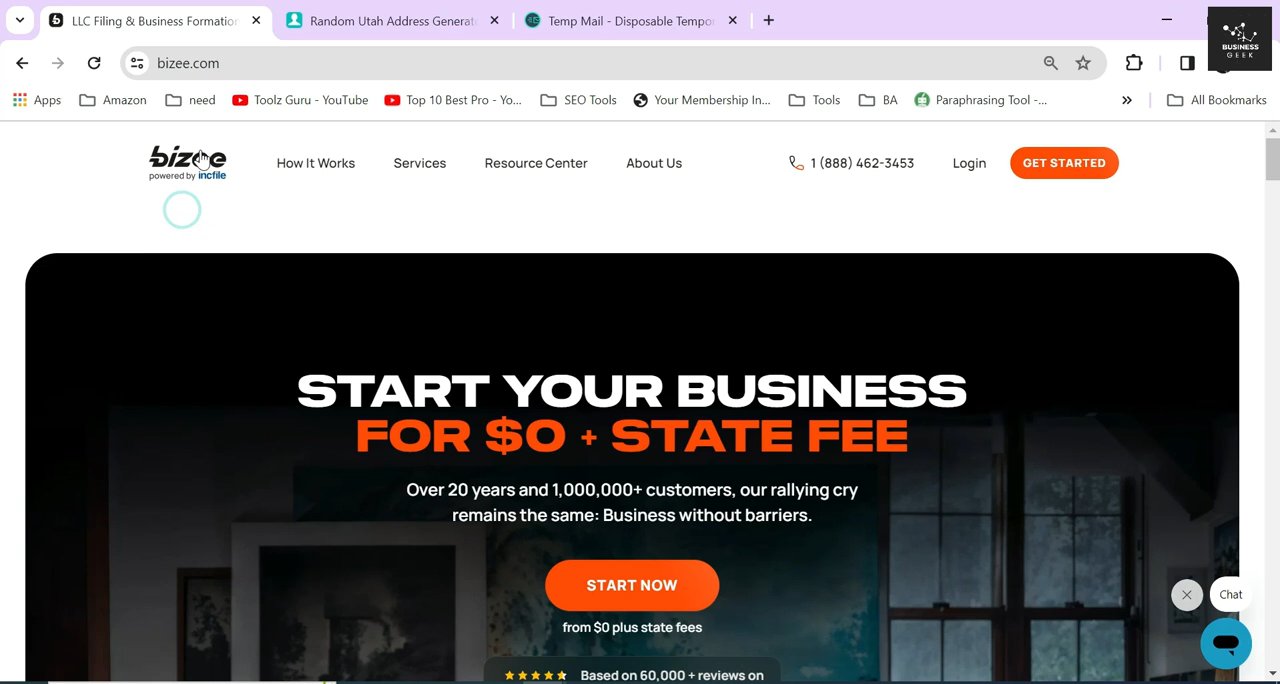 LLC Filing & Business Formation
Random Utah Address Generat
Temp Mail - Disposable Tempo
BUSINESS
GEEK
bizee.com
Apps
Amazon
need
Toolz Guru - YouTube
Top 10 Best Pro - Yo...
SEO Tools
Your Membership In...
Tools
BA
Paraphrasing Tool -...
All Bookmarks
bizee
powered by incfile
How It Works
Services
Resource Center
About Us
1 (888) 462-3453
Login
GET STARTED
START YOUR BUSINESS
FOR $0 + STATE FEE
Over 20 years and 1,000,000+ customers, our rallying cry
remains the same: Business without barriers.
START NOW
from $0 plus state fees
Based on 60,000 + reviews on
Chat